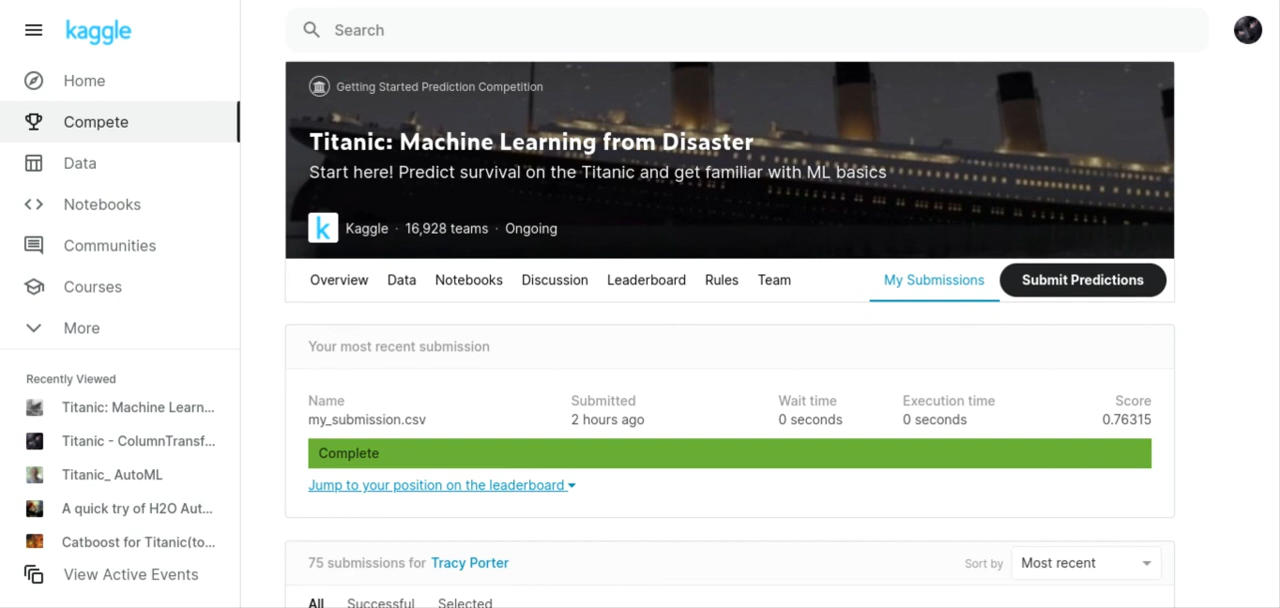 kaggle
Search
Home
Compete
Data
Notebooks
Communities
Courses
More
Recently Viewed
Titanic: Machine Learn...
Titanic - ColumnTransf...
Titanic_ AutoML
A quick try of H2O Aut...
Catboost for Titanic(to...
View Active Events
Getting Started Prediction Competition
Titanic: Machine Learning from Disaster
Start here! Predict survival on the Titanic and get familiar with ML basics
k Kaggle · 16,928 teams · Ongoing
Overview Data Notebooks Discussion Leaderboard Rules Team My Submissions Submit Predictions
Your most recent submission
Name Submitted Wait time Execution time Score
my_submission.csv 2 hours ago 0 seconds 0 seconds 0.76315
Complete
Jump to your position on the leaderboard
75 submissions for Tracy Porter Sort by Most recent
All Successful Selected